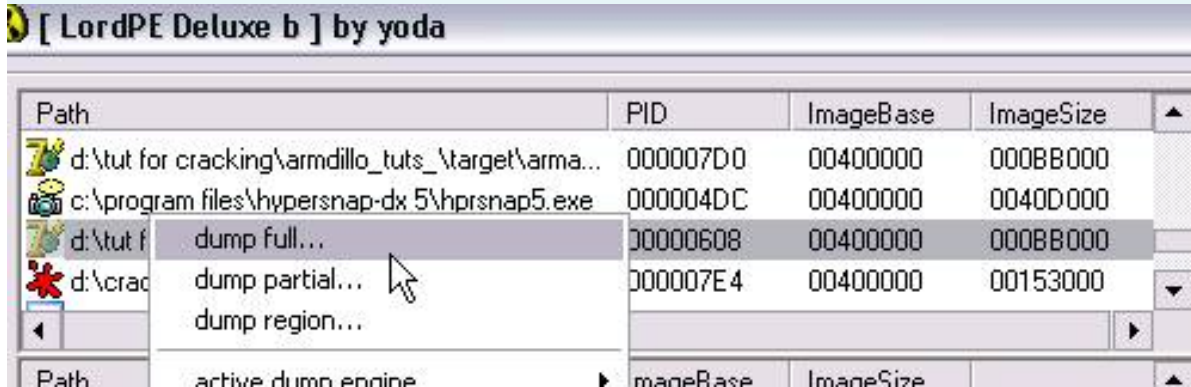 [ LordPE Deluxe b ] by yoda
Path PID ImageBase ImageSize
d:\tut for cracking\armdillo_tuts_\target\arma... 000007D0 00400000 000BB000
c:\program files\hypersnap-dx 5\hprsnap5.exe 000004DC 00400000 0040D000
d:\tut f 00000608 00400000 000BB000
d:\crac 000007E4 00400000 00153000
dump full...
dump partial...
dump region...
active dump engine
Path ImageBase ImageSize